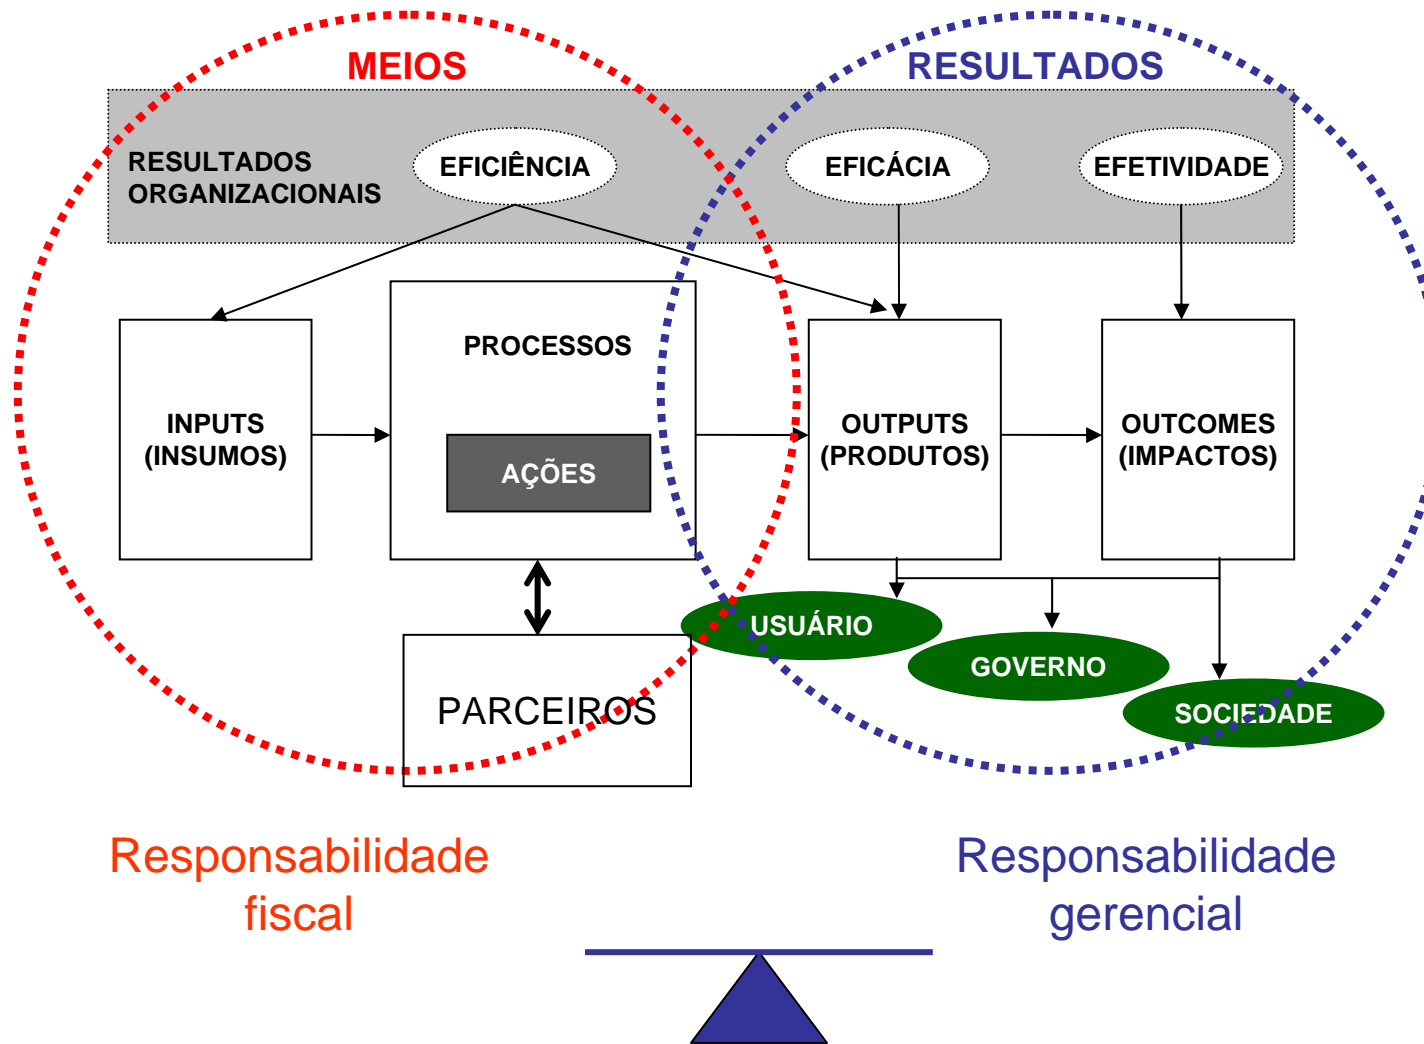 MEIOS
RESULTADOS
RESULTADOS
ORGANIZACIONAIS
EFICIÊNCIA
EFICÁCIA
EFETIVIDADE
PROCESSOS
INPUTS
(INSUMOS)
AÇÕES
OUTPUTS
(PRODUTOS)
OUTCOMES
(IMPACTOS)
USUÁRIO
GOVERNO
SOCIEDADE
PARCEIROS
Responsabilidade
fiscal
Responsabilidade
gerencial